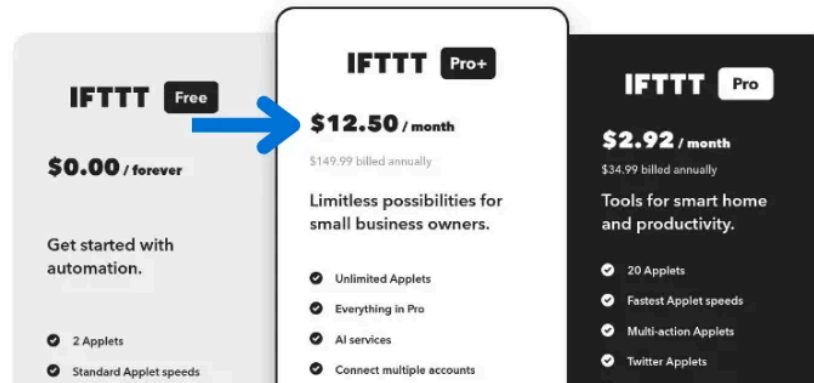 IFTTT Free
$0.00 / forever
Get started with
automation.
2 Applets
Standard Applet speeds
IFTTT Pro+
$12.50 / month
$149.99 billed annually
Limitless possibilities for
small business owners.
Unlimited Applets
Everything in Pro
AI services
Connect multiple accounts
IFTTT Pro
$2.92 / month
$34.99 billed annually
Tools for smart home
and productivity.
20 Applets
Fastest Applet speeds
Multi-action Applets
Twitter Applets